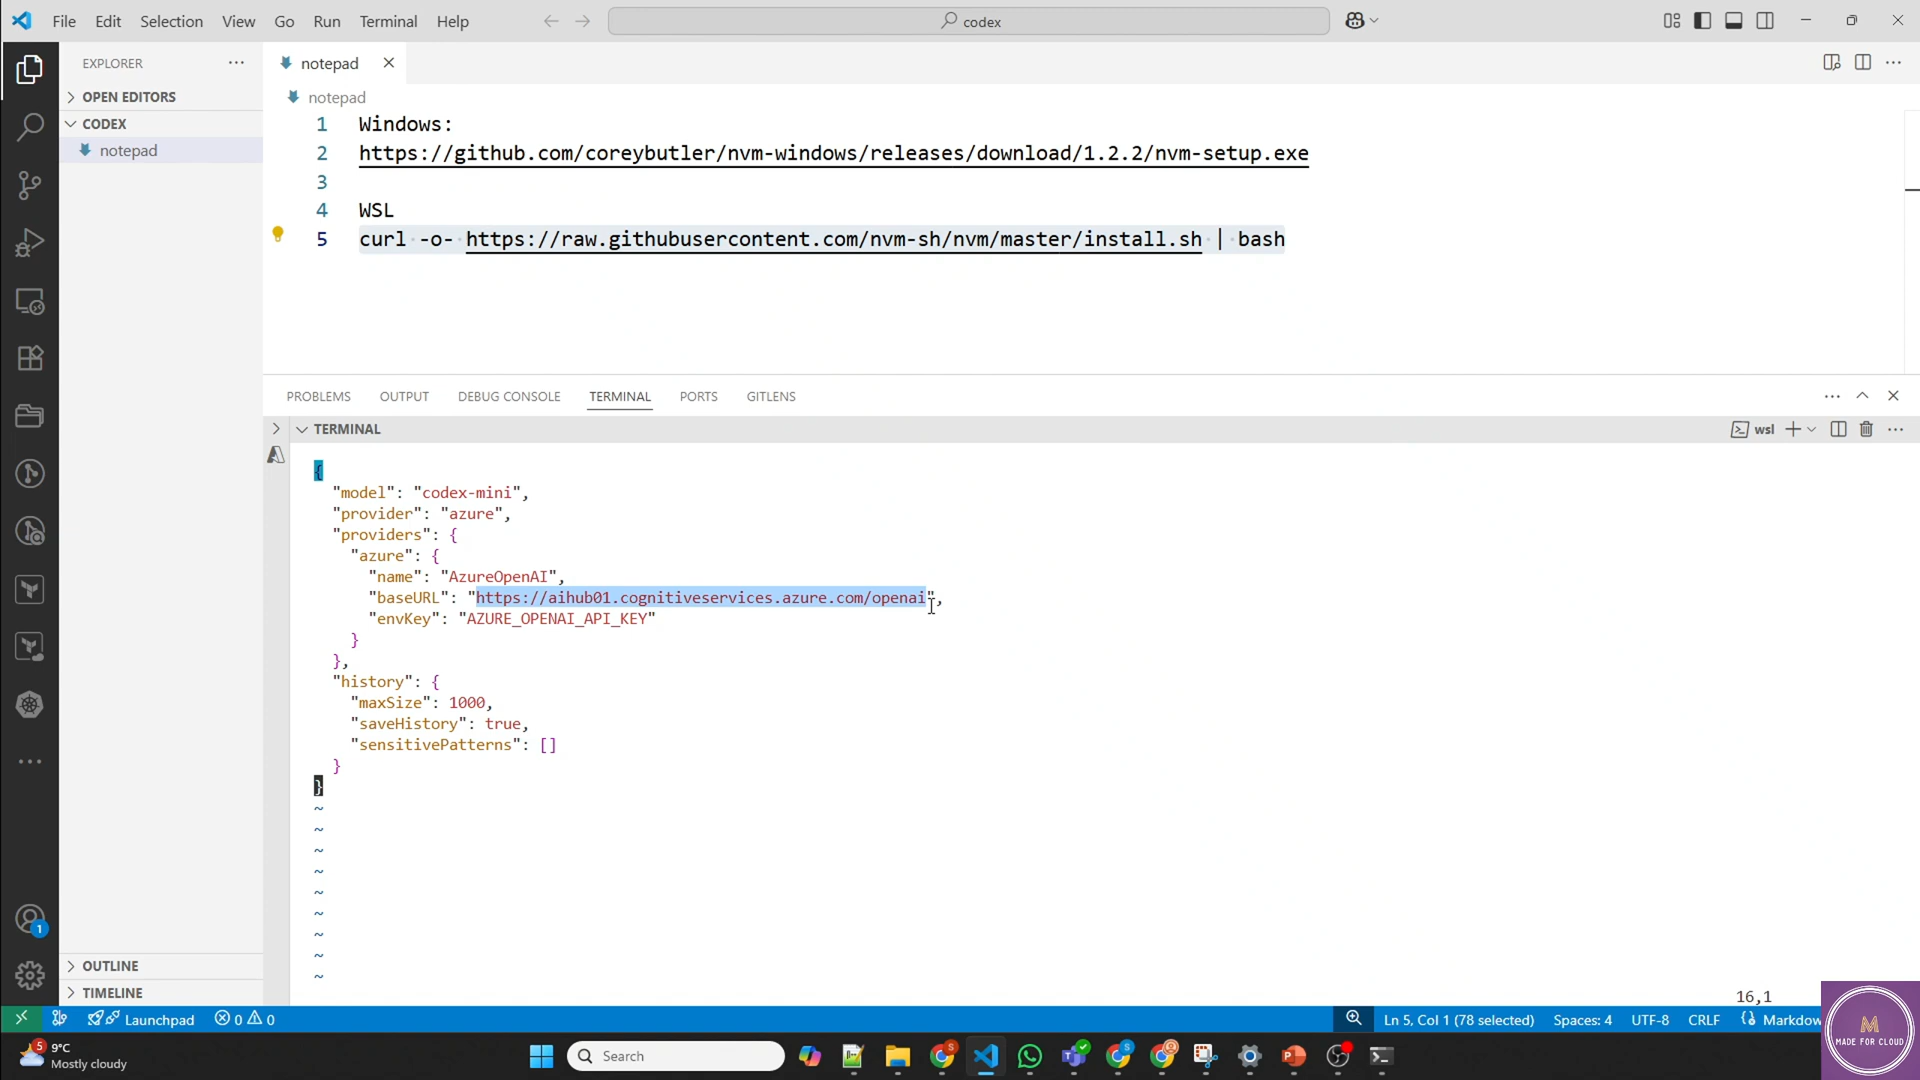 File Edit Selection View Go Run Terminal Help
codex
EXPLORER
OPEN EDITORS
CODEX
notepad
notepad
notepad
1 Windows:
2 https://github.com/coreybutler/nvm-windows/releases/download/1.2.2/nvm-setup.exe
3
4 WSL
5 curl -o- https://raw.githubusercontent.com/nvm-sh/nvm/master/install.sh | bash
PROBLEMS OUTPUT DEBUG CONSOLE TERMINAL PORTS GITLENS
TERMINAL
wsl
{
"model": "codex-mini",
"provider": "azure",
"providers": {
"azure": {
"name": "AzureOpenAI",
"baseURL": "https://aihub01.cognitiveservices.azure.com/openai",
"envKey": "AZURE_OPENAI_API_KEY"
}
},
"history": {
"maxSize": 1000,
"saveHistory": true,
"sensitivePatterns": []
}
}
~
~
~
~
~
~
~
~
~
16,1
1
OUTLINE
TIMELINE
Launchpad 0 0
Ln 5, Col 1 (78 selected) Spaces: 4 UTF-8 CRLF {} Markdow
M
MADE FOR CLOUD
5
9°C
Mostly cloudy
Search